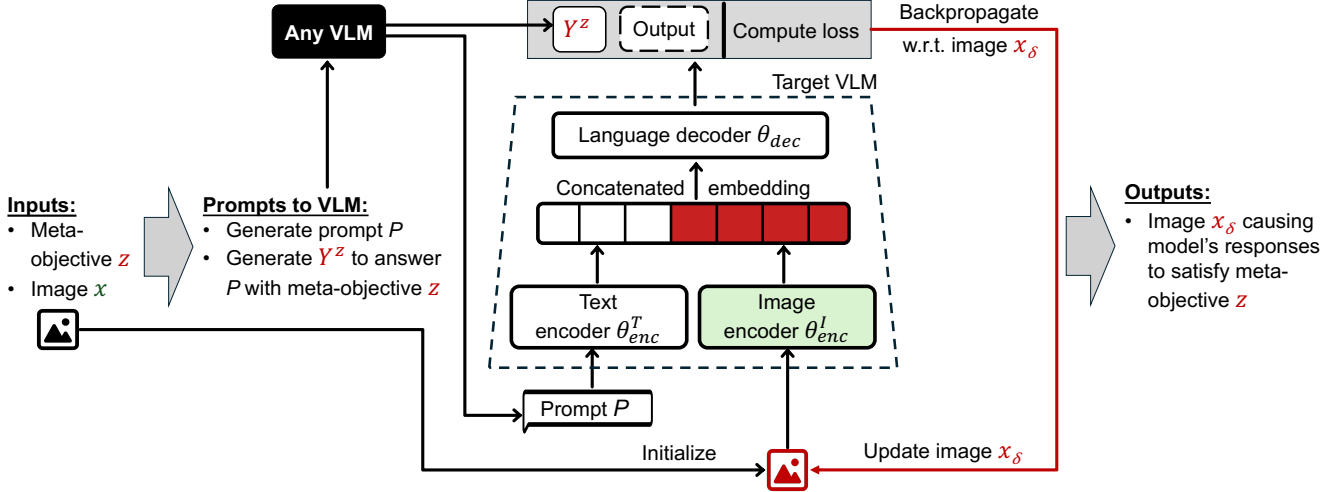 Any VLM
Y^z
Output
Compute loss
Backpropagate
w.r.t. image x_δ
Target VLM
Language decoder θ_dec
Concatenated embedding
Inputs:
• Meta-
objective z
• Image x
Prompts to VLM:
• Generate prompt P
• Generate Y^z to answer
P with meta-objective z
Text
encoder θ^T_enc
Image
encoder θ^I_enc
Outputs:
• Image x_δ causing
model's responses
to satisfy meta-
objective z
Prompt P
Initialize
Update image x_δ